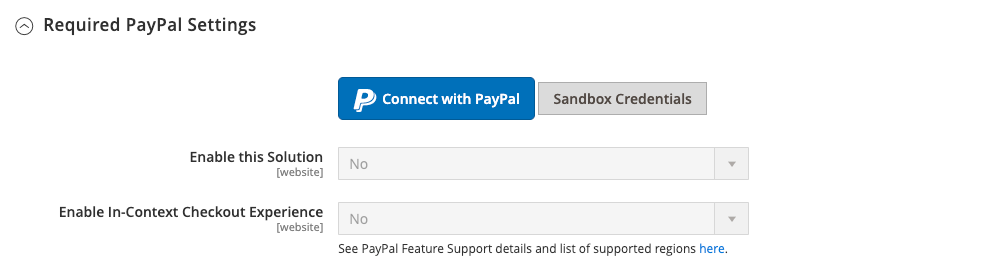 Required PayPal Settings
Connect with PayPal
Sandbox Credentials
Enable this Solution
[website]
No
Enable In-Context Checkout Experience
[website]
No
See PayPal Feature Support details and list of supported regions here.